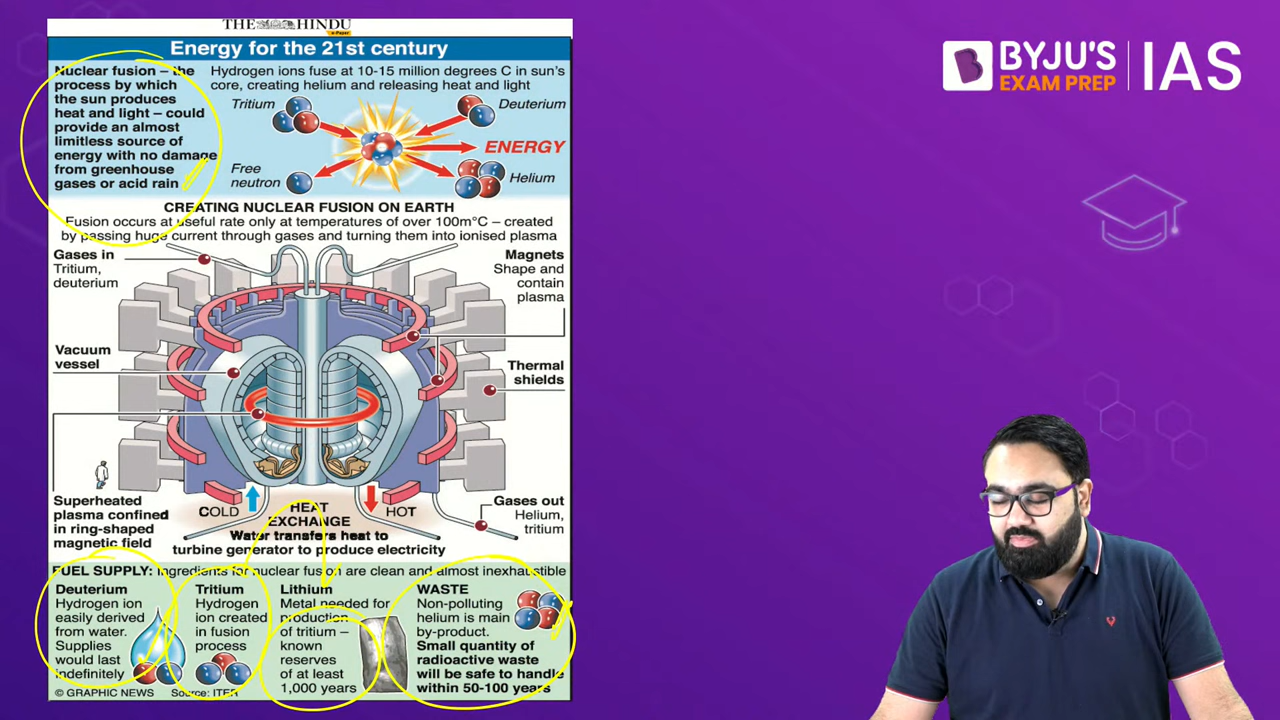 THE HINDU
e-Paper
BYJU'S
EXAM PREP
IAS
Energy for the 21st century
Nuclear fusion – the
process by which
the sun produces
heat and light – could
provide an almost
limitless source of
energy with no damage
from greenhouse
gases or acid rain
Hydrogen ions fuse at 10-15 million degrees C in sun's
core, creating helium and releasing heat and light
Tritium
Deuterium
ENERGY
Free
neutron
Helium
CREATING NUCLEAR FUSION ON EARTH
Fusion occurs at useful rate only at temperatures of over 100m°C – created
by passing huge current through gases and turning them into ionised plasma
Gases in
Tritium,
deuterium
Magnets
Shape and
contain
plasma
Vacuum
vessel
Thermal
shields
Superheated
plasma confined
in ring-shaped
magnetic field
COLD
HEAT
EXCHANGE
HOT
Water transfers heat to
turbine generator to produce electricity
Gases out
Helium,
tritium
FUEL SUPPLY: Ingredients for nuclear fusion are clean and almost inexhaustible
Deuterium
Hydrogen ion
easily derived
from water.
Supplies
would last
indefinitely
Tritium
Hydrogen
ion created
in fusion
process
Lithium
Metal needed for
production
of tritium –
known
reserves
of at least
1,000 years
WASTE
Non-polluting
helium is main
by-product.
Small quantity of
radioactive waste
will be safe to handle
within 50-100 years
© GRAPHIC NEWS
Source: ITER